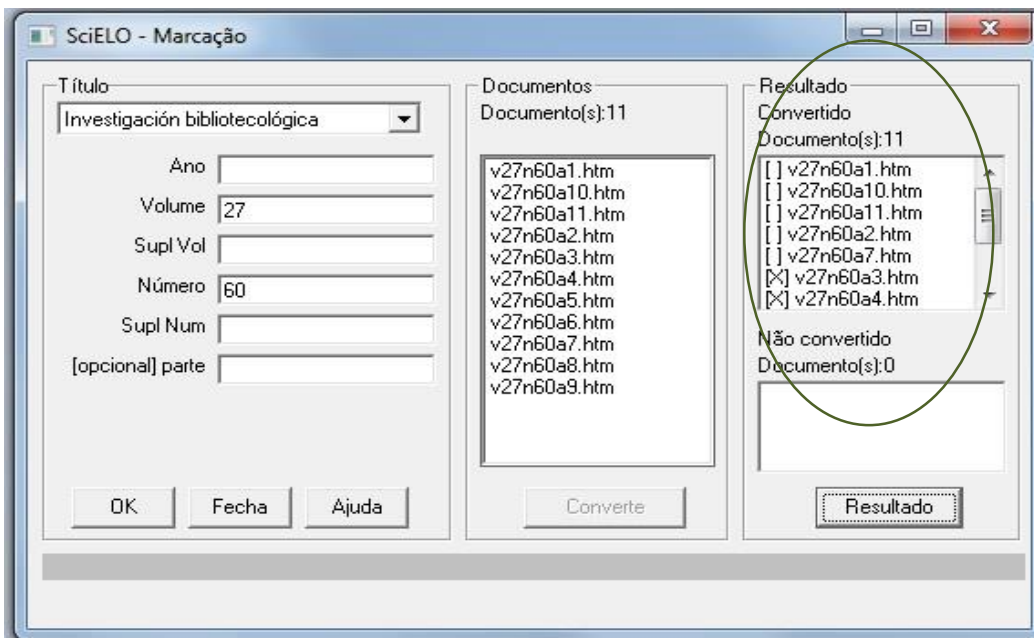 SciELO - Marcação
Título
Investigación bibliotecológica
Ano
Volume 27
Supl Vol
Número 60
Supl Num
[opcional] parte
OK Fecha Ajuda
Documentos
Documento(s):11
v27n60a1.htm
v27n60a10.htm
v27n60a11.htm
v27n60a2.htm
v27n60a3.htm
v27n60a4.htm
v27n60a5.htm
v27n60a6.htm
v27n60a7.htm
v27n60a8.htm
v27n60a9.htm
Converte
Resultado
Convertido
Documento(s):11
[ ] v27n60a1.htm
[ ] v27n60a10.htm
[ ] v27n60a11.htm
[ ] v27n60a2.htm
[ ] v27n60a7.htm
[X] v27n60a3.htm
[X] v27n60a4.htm
Não convertido
Documento(s):0
Resultado